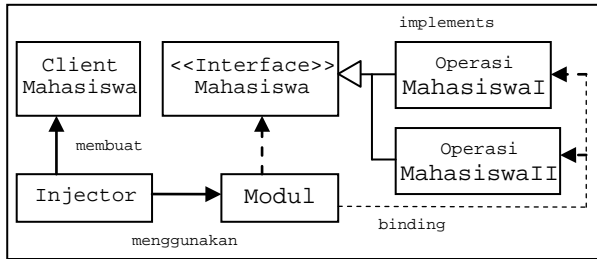 implements
Client
Mahasiswa
<<Interface>>
Mahasiswa
Operasi
MahasiswaI
membuat
Operasi
MahasiswaII
Injector
Modul
menggunakan
binding